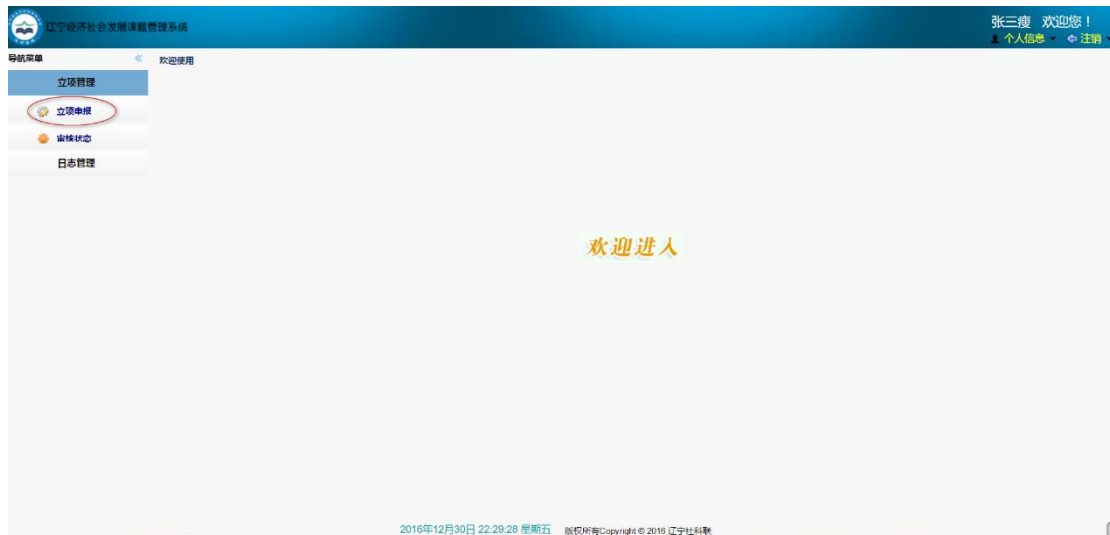 辽宁经济社会发展课题管理系统
张三瘦 欢迎您！
个人信息 注销
导航菜单
欢迎使用
立项管理
立项申报
审核状态
日志管理
欢迎进入
2016年12月30日 22:29:28 星期五 版权所有Copyright © 2016 辽宁社科联